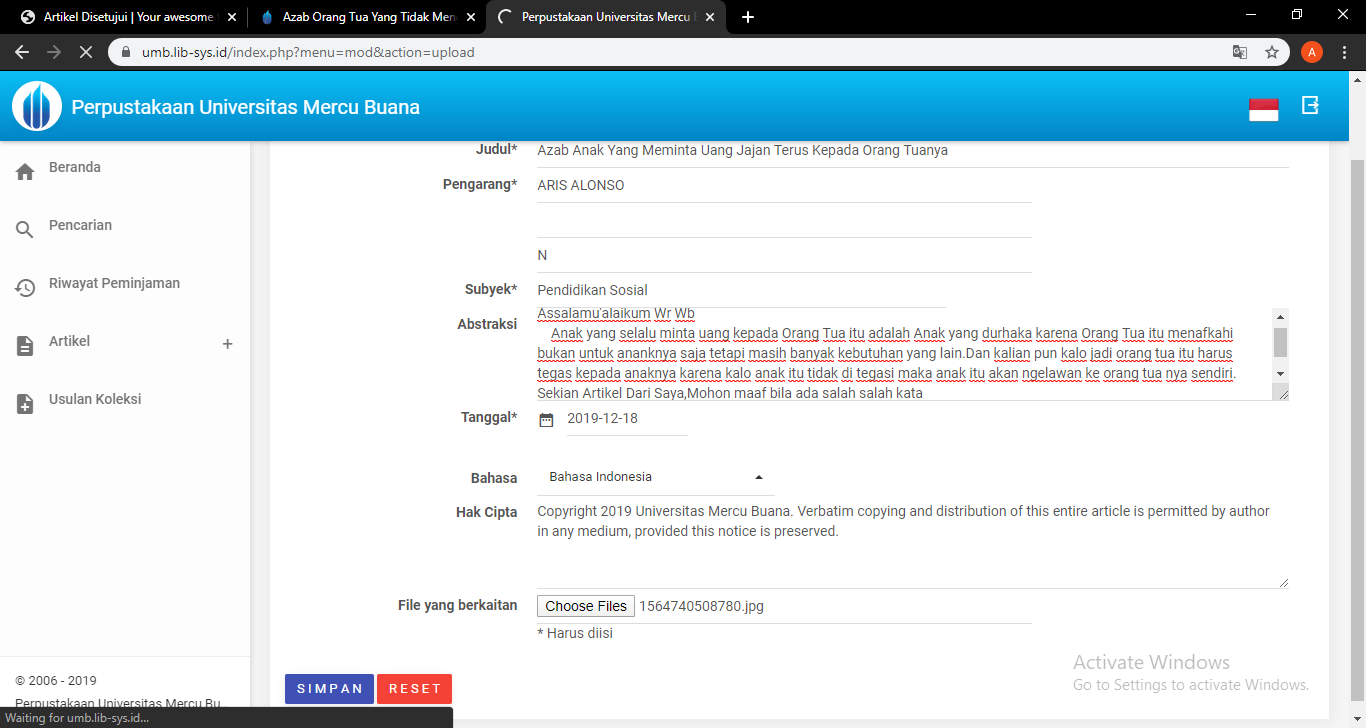 Artikel Disetujui | Your awesome
Azab Orang Tua Yang Tidak Men
Perpustakaan Universitas Mercu
umb.lib-sys.id/index.php?menu=mod&action=upload
A
Perpustakaan Universitas Mercu Buana
Beranda
Pencarian
Riwayat Peminjaman
Artikel +
Usulan Koleksi
© 2006 - 2019
Perpustakaan Universitas Mercu Bu...
Waiting for umb.lib-sys.id...
Judul* Azab Anak Yang Meminta Uang Jajan Terus Kepada Orang Tuanya
Pengarang* ARIS ALONSO
N
Subyek* Pendidikan Sosial
Abstraksi Assalamu'alaikum Wr Wb
Anak yang selalu minta uang kepada Orang Tua itu adalah Anak yang durhaka karena Orang Tua itu menafkahi
bukan untuk ananknya saja tetapi masih banyak kebutuhan yang lain.Dan kalian pun kalo jadi orang tua itu harus
tegas kepada anaknya karena kalo anak itu tidak di tegasi maka anak itu akan ngelawan ke orang tua nya sendiri.
Sekian Artikel Dari Saya,Mohon maaf bila ada salah salah kata
Tanggal* 2019-12-18
Bahasa Bahasa Indonesia
Hak Cipta Copyright 2019 Universitas Mercu Buana. Verbatim copying and distribution of this entire article is permitted by author
in any medium, provided this notice is preserved.
File yang berkaitan Choose Files 1564740508780.jpg
* Harus diisi
SIMPAN RESET
Activate Windows
Go to Settings to activate Windows.